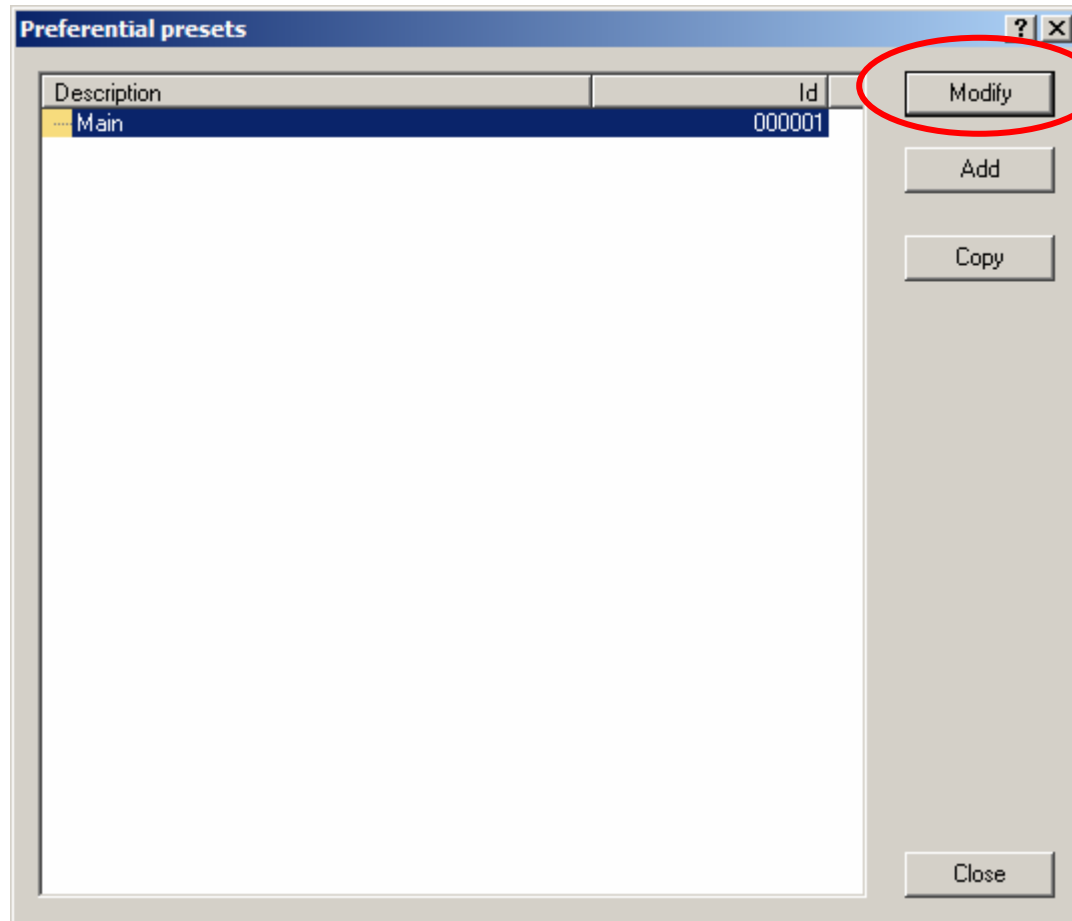 Preferential presets
? X
Description Id
Main 000001
Modify
Add
Copy
Close